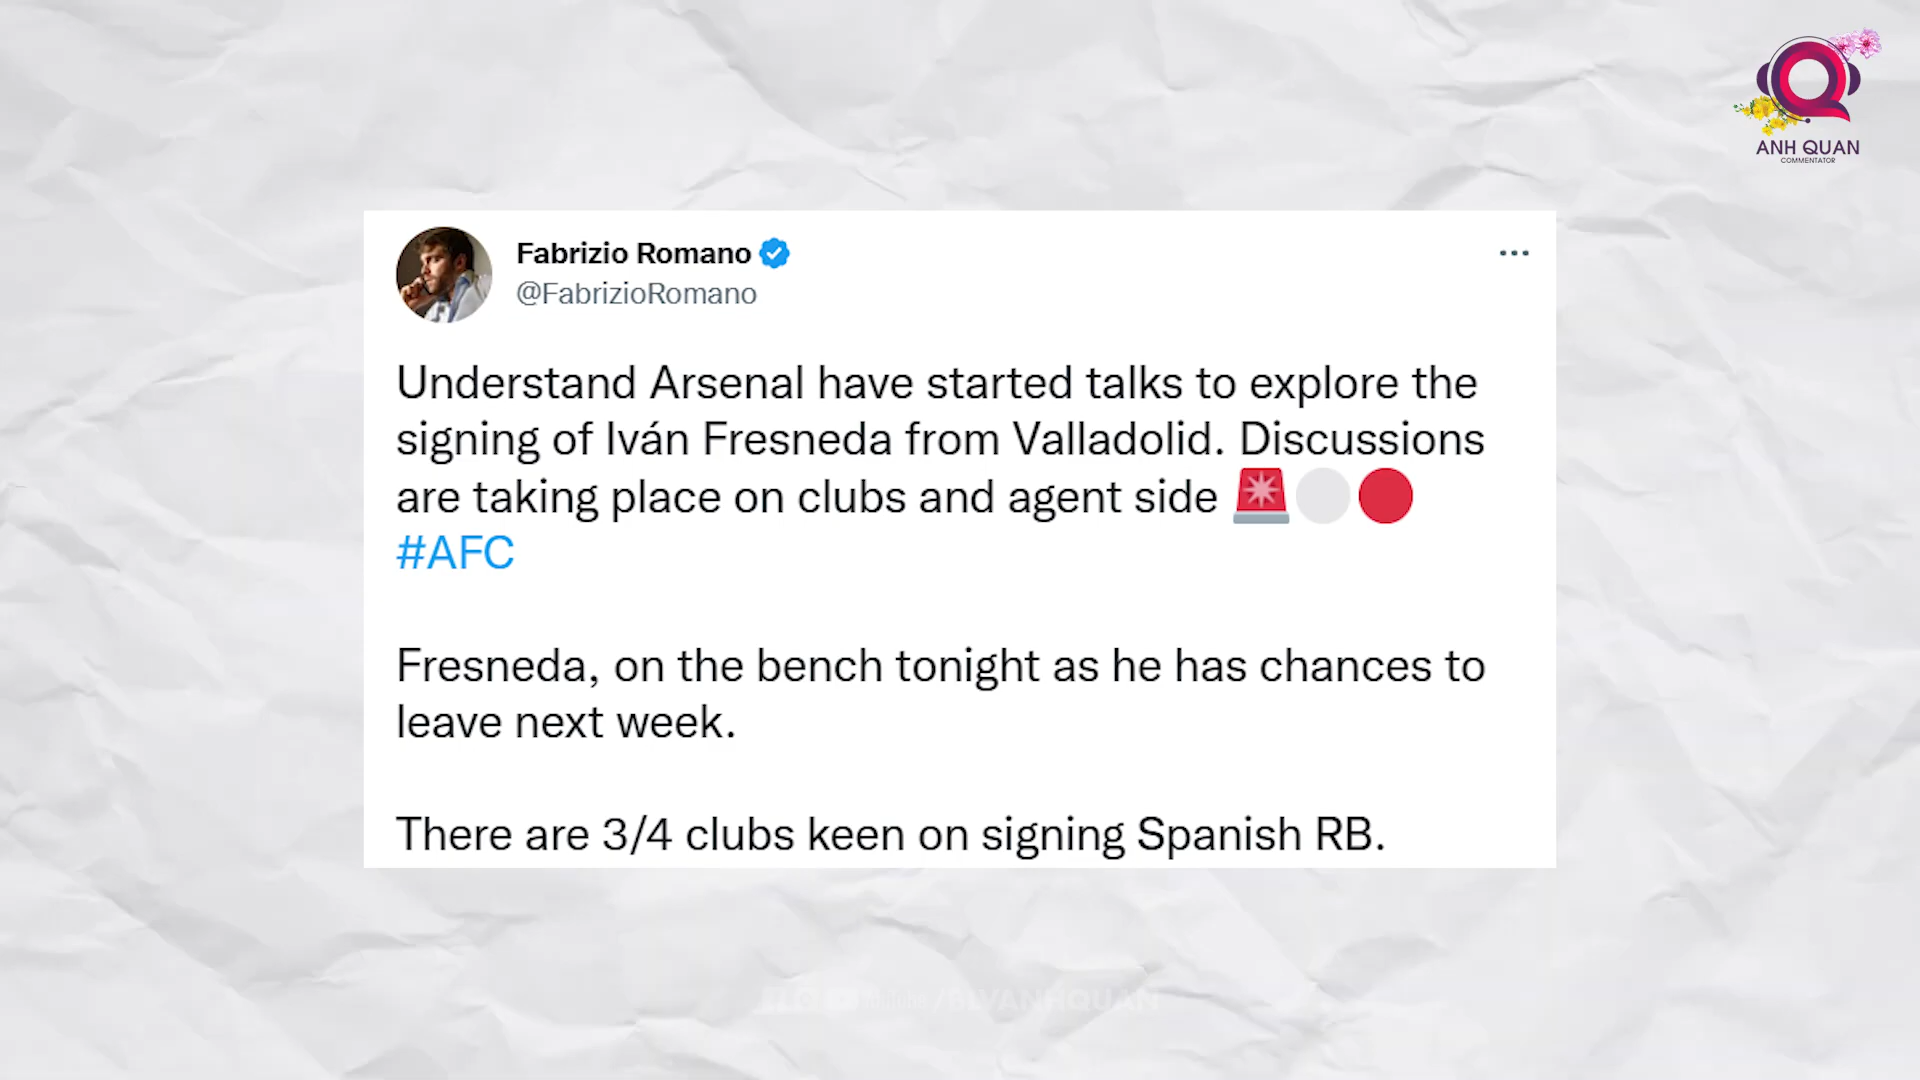 ANH QUAN
COMMENTATOR
Fabrizio Romano
@FabrizioRomano
Understand Arsenal have started talks to explore the
signing of Iván Fresneda from Valladolid. Discussions
are taking place on clubs and agent side 🚨⚪🔴
#AFC
Fresneda, on the bench tonight as he has chances to
leave next week.
There are 3/4 clubs keen on signing Spanish RB.
/BLVANHQUAN